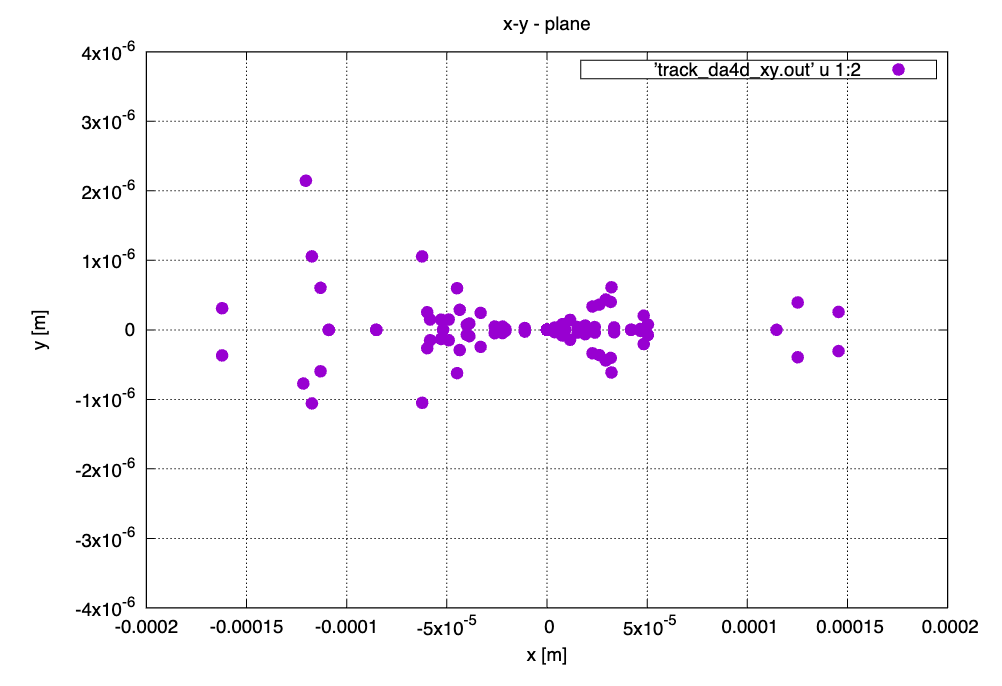 x-y - plane
'track_da4d_xy.out' u 1:2
4x10⁻⁶
3x10⁻⁶
2x10⁻⁶
1x10⁻⁶
0
-1x10⁻⁶
-2x10⁻⁶
-3x10⁻⁶
-4x10⁻⁶
y [m]
-0.0002 -0.00015 -0.0001 -5x10⁻⁵ 0 5x10⁻⁵ 0.0001 0.00015 0.0002
x [m]